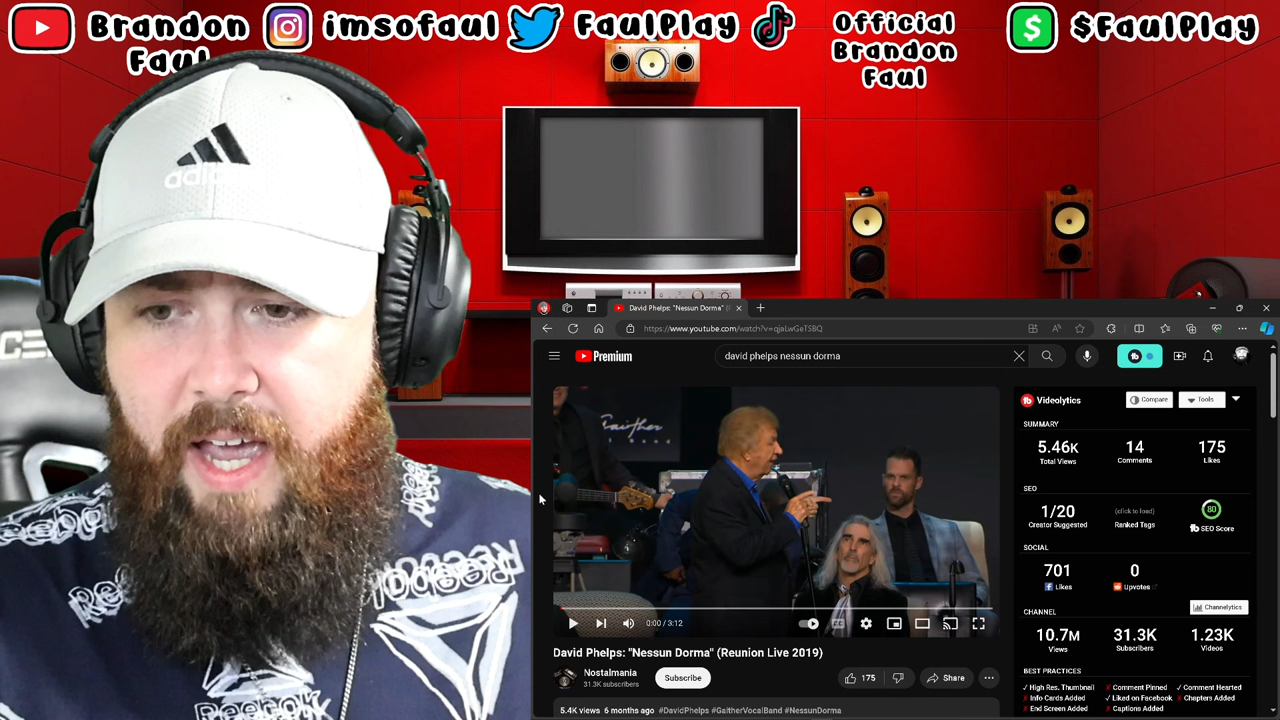 Brandon Faul
imsofaul
FaulPlay
Official
Brandon
Faul
$FaulPlay
adidas
Reebok
David Phelps: "Nessun Dorma" (
https://www.youtube.com/watch?v=qjaLwGeTSBQ
Premium
david phelps nessun dorma
Gaither
Band
Videolytics
Compare
Tools
SUMMARY
5.46K
14
175
Total Views
Comments
Likes
SEO
1/20
(click to load)
80
Creator Suggested
Ranked Tags
SEO Score
SOCIAL
701
0
Likes
Upvotes
CHANNEL
Channelytics
10.7M
31.3K
1.23K
Views
Subscribers
Videos
BEST PRACTICES
✓ High Res. Thumbnail
✗ Comment Pinned
✓ Comment Hearted
✗ Info Cards Added
✓ Liked on Facebook
✗ Chapters Added
✗ End Screen Added
✗ Captions Added
0:00 / 3:12
David Phelps: "Nessun Dorma" (Reunion Live 2019)
Nostalmania
31.3K subscribers
Subscribe
175
Share
5.4K views 6 months ago #DavidPhelps #GaitherVocalBand #NessunDorma